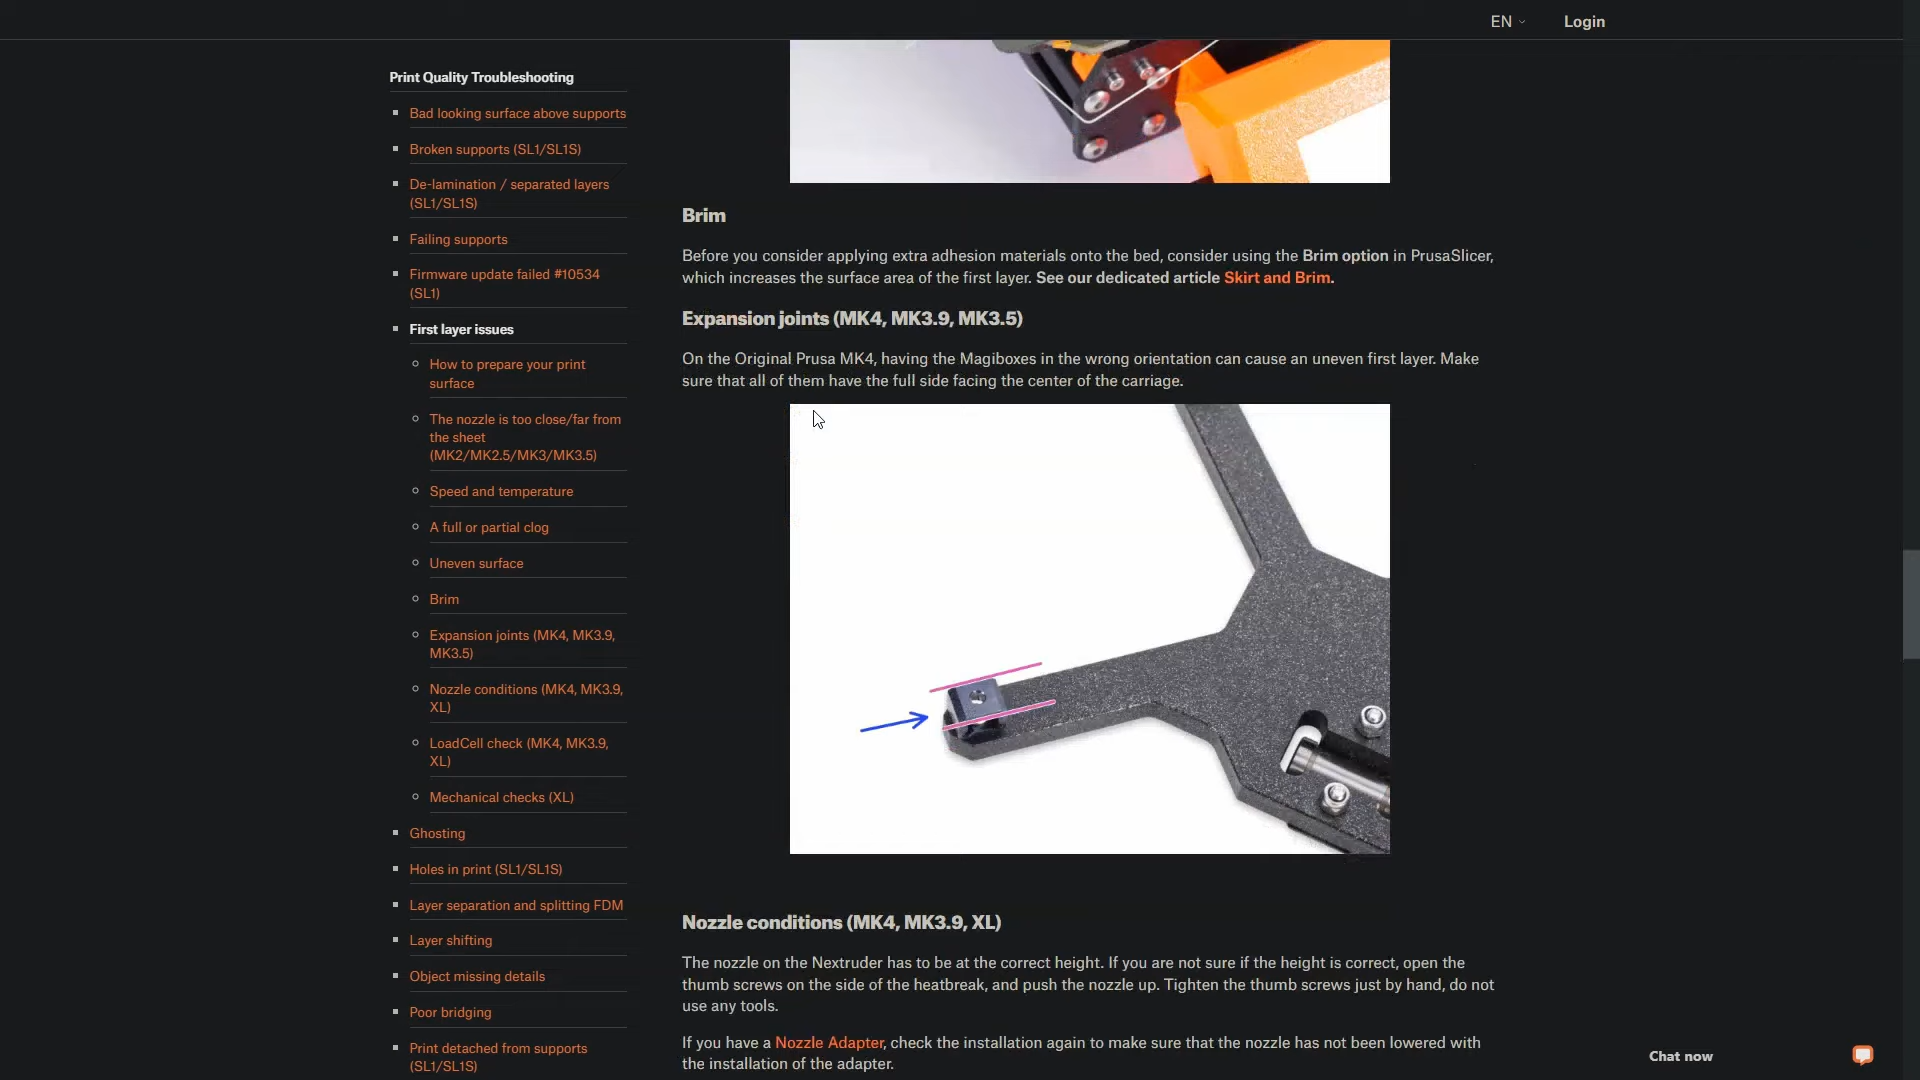 EN
Login
Print Quality Troubleshooting
Bad looking surface above supports
Broken supports (SL1/SL1S)
De-lamination / separated layers
(SL1/SL1S)
Failing supports
Firmware update failed #10534
(SL1)
First layer issues
How to prepare your print
surface
The nozzle is too close/far from
the sheet
(MK2/MK2.5/MK3/MK3.5)
Speed and temperature
A full or partial clog
Uneven surface
Brim
Expansion joints (MK4, MK3.9,
MK3.5)
Nozzle conditions (MK4, MK3.9,
XL)
LoadCell check (MK4, MK3.9,
XL)
Mechanical checks (XL)
Ghosting
Holes in print (SL1/SL1S)
Layer separation and splitting FDM
Layer shifting
Object missing details
Poor bridging
Print detached from supports
(SL1/SL1S)
Brim
Before you consider applying extra adhesion materials onto the bed, consider using the Brim option in PrusaSlicer,
which increases the surface area of the first layer. See our dedicated article Skirt and Brim.
Expansion joints (MK4, MK3.9, MK3.5)
On the Original Prusa MK4, having the Magiboxes in the wrong orientation can cause an uneven first layer. Make
sure that all of them have the full side facing the center of the carriage.
Nozzle conditions (MK4, MK3.9, XL)
The nozzle on the Nextruder has to be at the correct height. If you are not sure if the height is correct, open the
thumb screws on the side of the heatbreak, and push the nozzle up. Tighten the thumb screws just by hand, do not
use any tools.
If you have a Nozzle Adapter, check the installation again to make sure that the nozzle has not been lowered with
the installation of the adapter.
Chat now